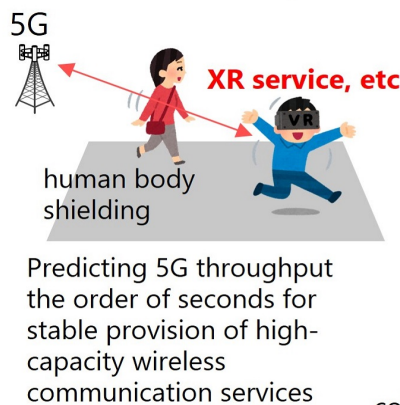 5G
XR service, etc
VR
human body
shielding
Predicting 5G throughput
the order of seconds for
stable provision of high-
capacity wireless
communication services